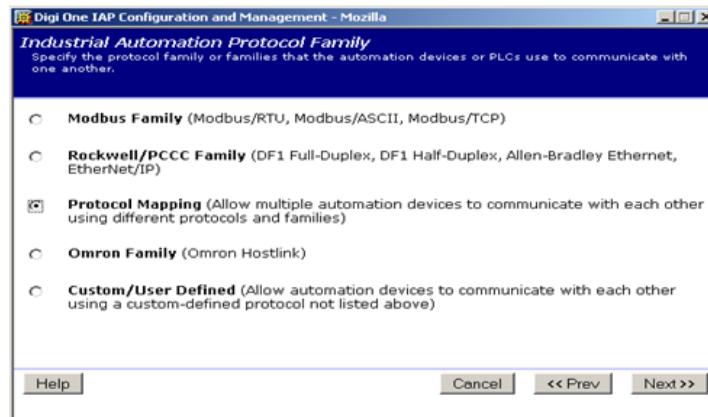 Digi One IAP Configuration and Management - Mozilla
Industrial Automation Protocol Family
Specify the protocol family or families that the automation devices or PLCs use to communicate with
one another.
Modbus Family (Modbus/RTU, Modbus/ASCII, Modbus/TCP)
Rockwell/PCCC Family (DF1 Full-Duplex, DF1 Half-Duplex, Allen-Bradley Ethernet,
EtherNet/IP)
Protocol Mapping (Allow multiple automation devices to communicate with each other
using different protocols and families)
Omron Family (Omron Hostlink)
Custom/User Defined (Allow automation devices to communicate with each other
using a custom-defined protocol not listed above)
Help Cancel << Prev Next >>